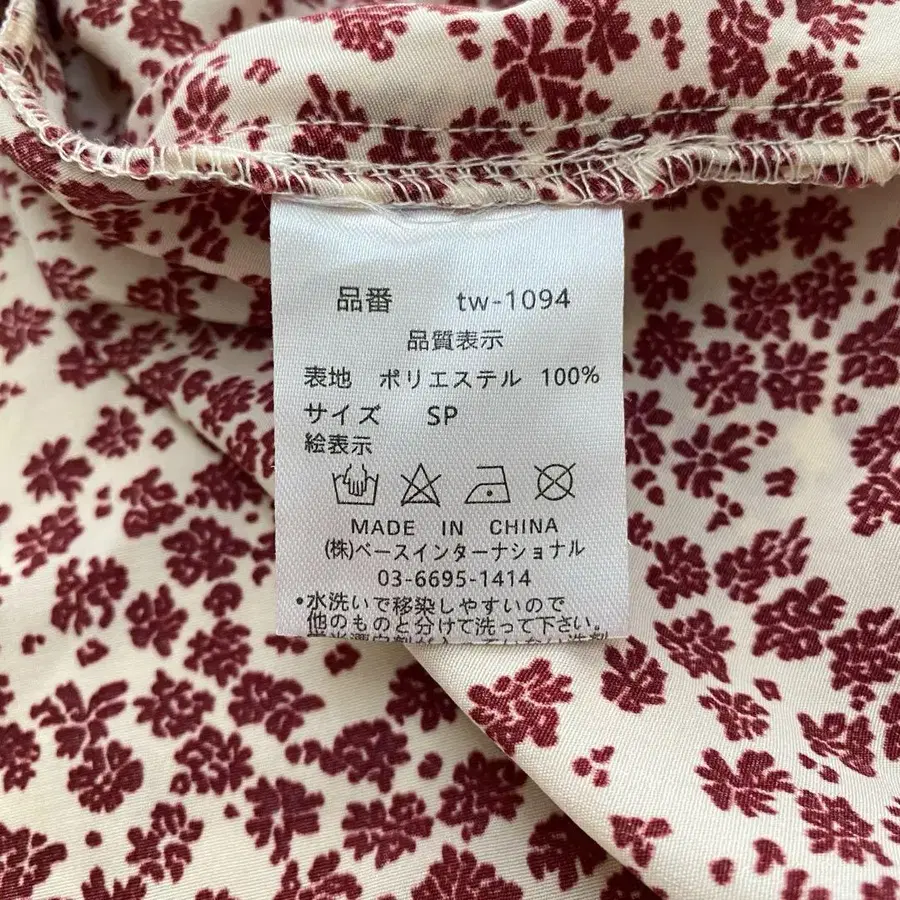 品番 tw-1094
品質表示
表地 ポリエステル 100%
サイズ SP
絵表示
MADE IN CHINA
(株)ベースインターナショナル
03-6695-1414
•水洗いで移染しやすいので
他のものと分けて洗って下さい。